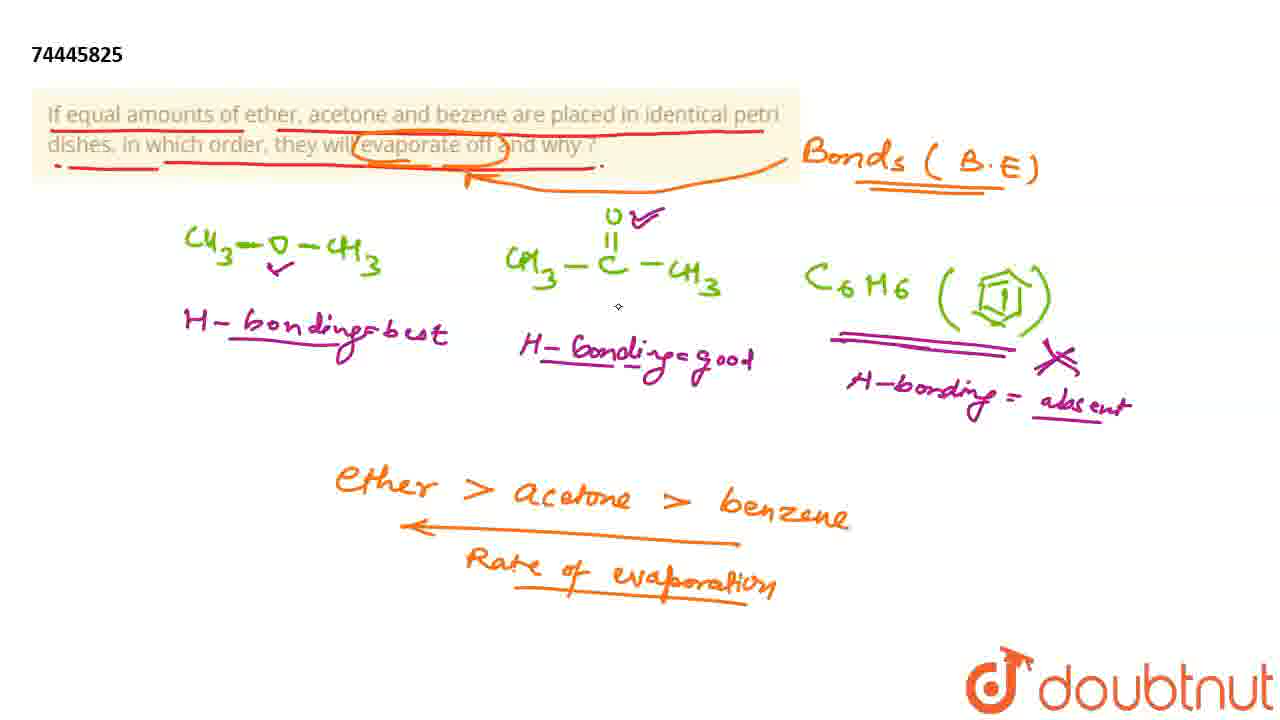 74445825
If equal amounts of ether, acetone and bezene are placed in identical petri
dishes, in which order, they will evaporate off and why ?
Bonds ( B.E)
CH3 - O - CH3
O
||
CH3 - C - CH3
C6H6 ( )
H- bonding=best
H- bonding= good
H-bonding = absent
ether > acetone > benzene
Rate of evaporation
doubtnut